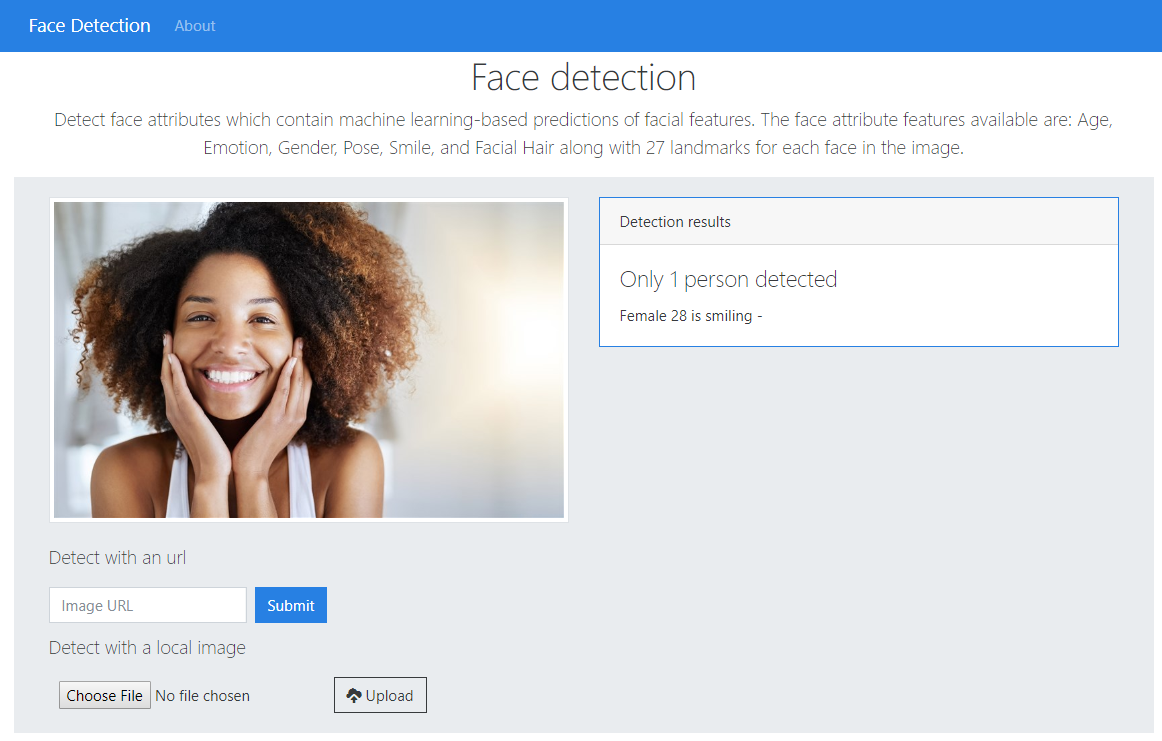 Face Detection About
Face detection
Detect face attributes which contain machine learning-based predictions of facial features. The face attribute features available are: Age,
Emotion, Gender, Pose, Smile, and Facial Hair along with 27 landmarks for each face in the image.
Detection results
Only 1 person detected
Female 28 is smiling -
Detect with an url
Image URL Submit
Detect with a local image
Choose File No file chosen Upload